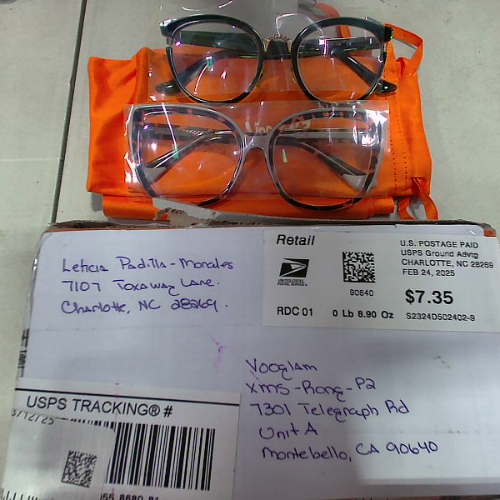 Retail
U.S. POSTAGE PAID
USPS Ground Advtg
CHARLOTTE, NC 28269
FEB 24, 2025
90640
$7.35
RDC 01
0 Lb 8.90 Oz
S2324D502402-9
Leticia Padilla-Morales
7107 Toxaway Lane.
Charlotte, NC 28269.
Vooglam
XMS-Rong-P2
7301 Telegraph Rd
Unit A
Montebello, CA 90640
USPS TRACKING® #